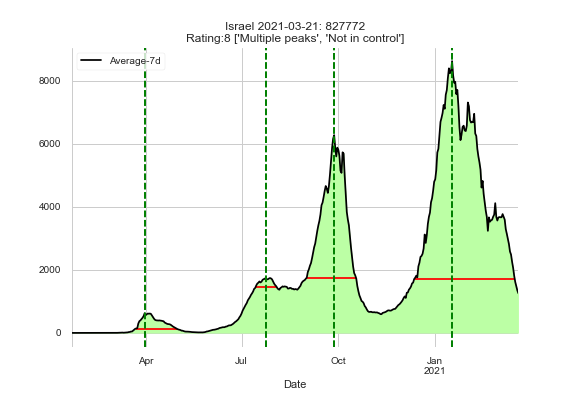 Israel 2021-03-21: 827772
Rating:8 ['Multiple peaks', 'Not in control']
Average-7d
8000
6000
4000
2000
0
Apr
Jul
Oct
Jan
2021
Date